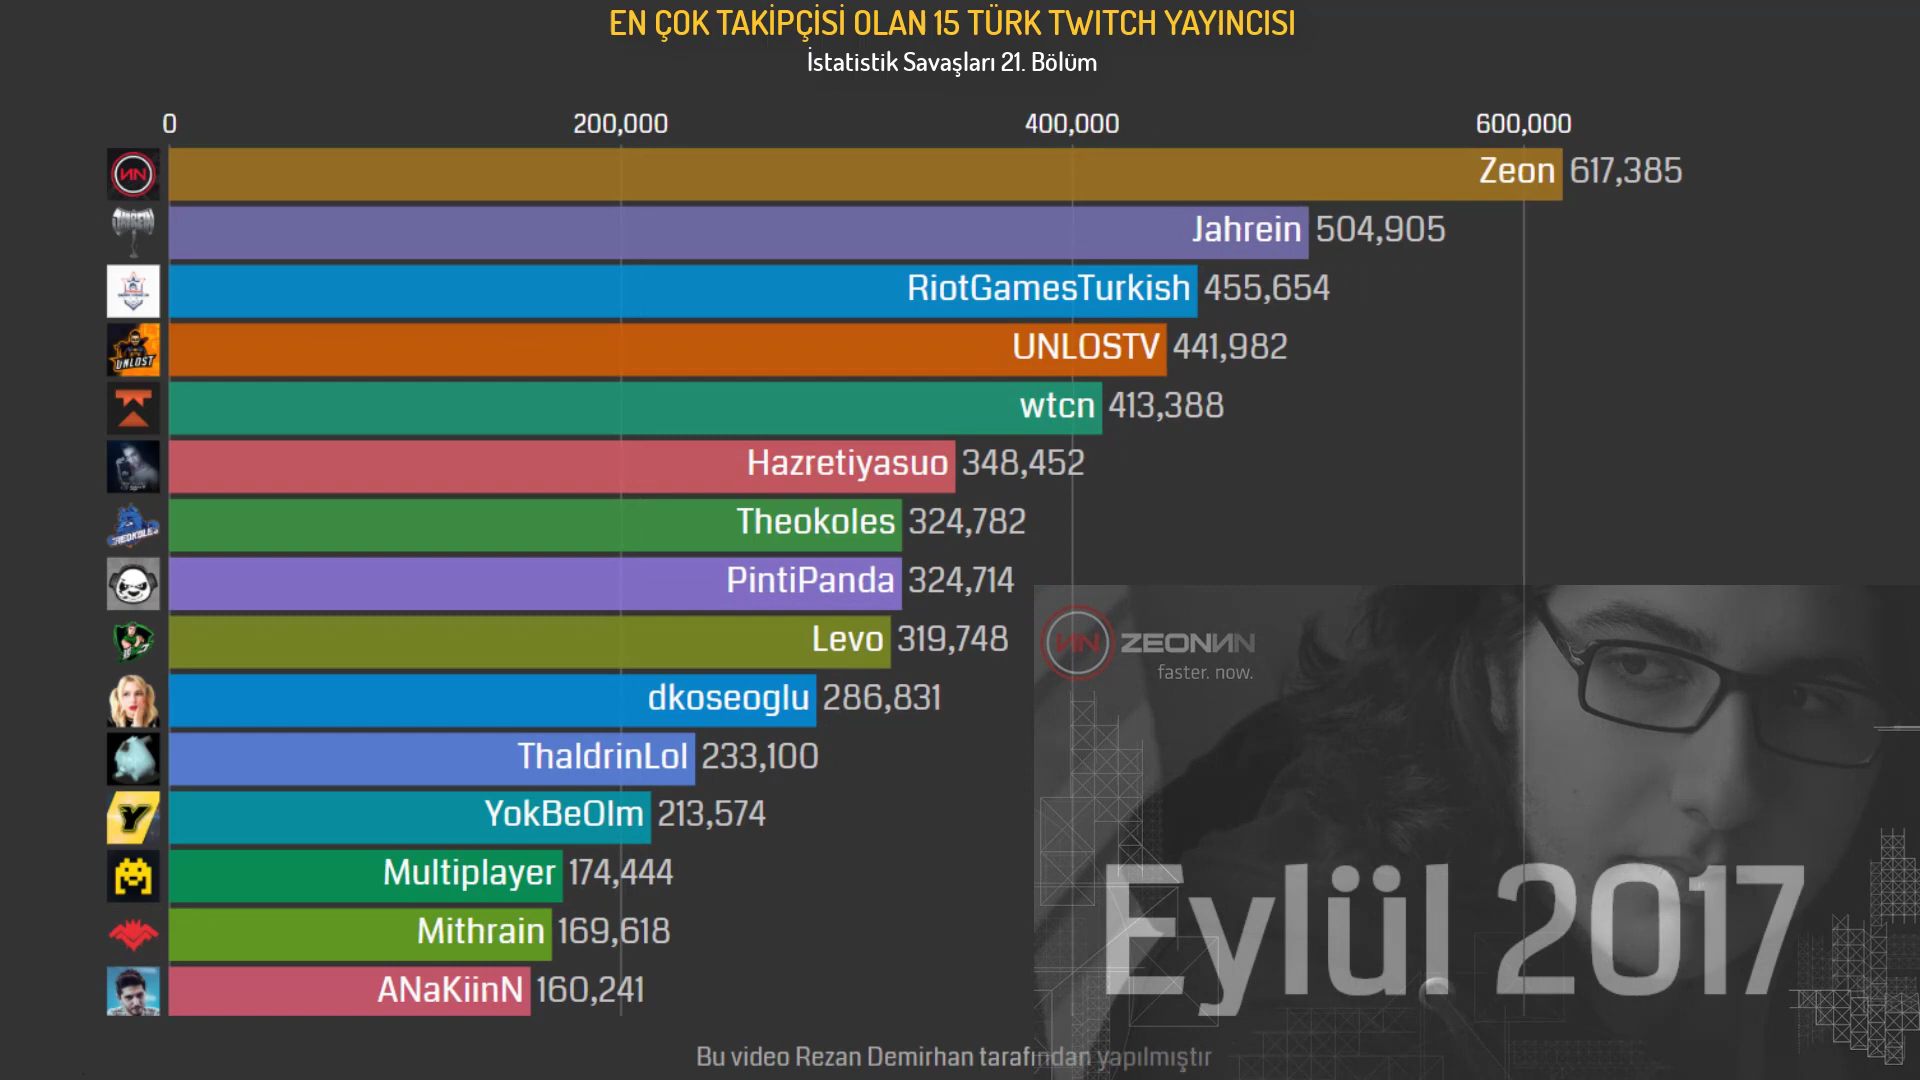 EN ÇOK TAKİPÇİSİ OLAN 15 TÜRK TWITCH YAYINCISI
İstatistik Savaşları 21. Bölüm
0 200,000 400,000 600,000
Zeon 617,385
Jahrein 504,905
RiotGamesTurkish 455,654
UNLOST
UNLOSTV 441,982
wtcn 413,388
Hazretiyasuo 348,452
Theokoles 324,782
PintiPanda 324,714
Levo 319,748
ZEONNN
faster. now.
dkoseoglu 286,831
ThaldrinLol 233,100
Y
YokBeOlm 213,574
Multiplayer 174,444
Mithrain 169,618
ANaKiinN 160,241
Eylül 2017
Bu video Rezan Demirhan tarafından yapılmıştır